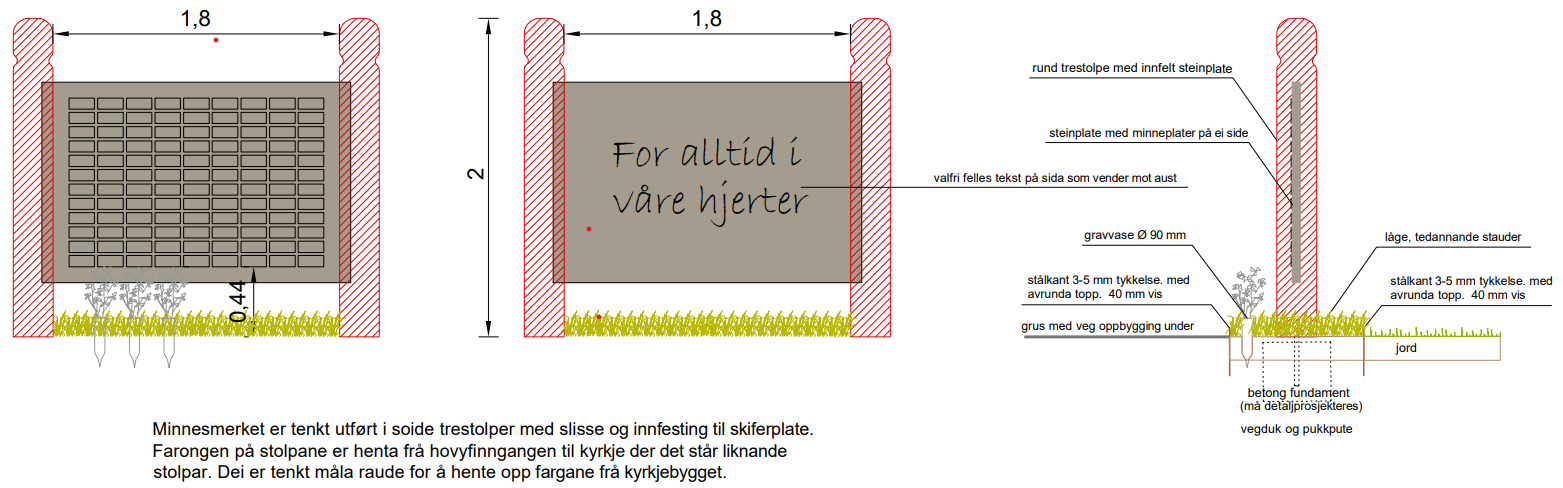 1,8
0,44
1,8
2
For alltid i
våre hjerter
rund trestolpe med innfelt steinplate
steinplate med minneplater på ei side
valfri felles tekst på sida som vender mot aust
gravvase Ø 90 mm
låge, tedannande stauder
stålkant 3-5 mm tykkelse. med
avrunda topp.  40 mm vis
stålkant 3-5 mm tykkelse. med
avrunda topp.  40 mm vis
grus med veg oppbygging under
jord
betong fundament
(må detaljprosjekteres)
vegduk og pukkpute
Minnesmerket er tenkt utført i soide trestolper med slisse og innfesting til skiferplate.
Farongen på stolpane er henta frå hovyfinngangen til kyrkje der det står liknande
stolpar. Dei er tenkt måla raude for å hente opp fargane frå kyrkjebygget.